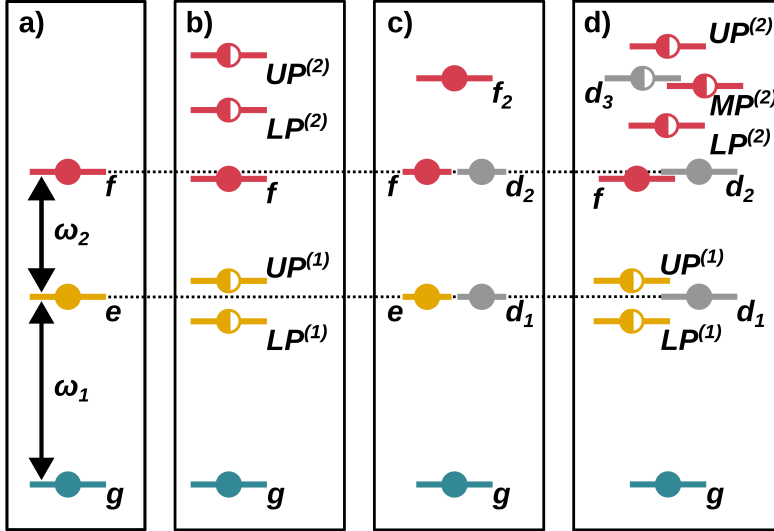 a)
f
ω2
e
ω1
g
b)
UP(2)
LP(2)
f
UP(1)
LP(1)
g
c)
f2
f d2
e d1
g
d)
UP(2)
d3
MP(2)
LP(2)
f d2
UP(1)
d1
LP(1)
g